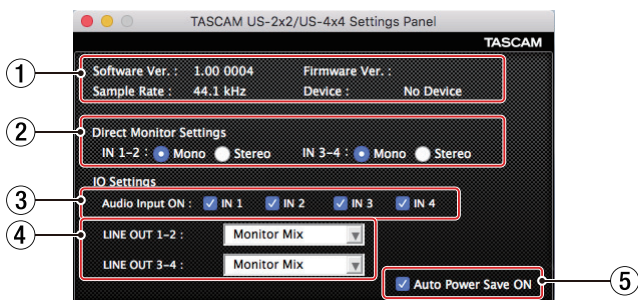 TASCAM US-2x2/US-4x4 Settings Panel
TASCAM
1
Software Ver. : 1.00 0004 Firmware Ver. :
Sample Rate : 44.1 kHz Device : No Device
2
Direct Monitor Settings
IN 1-2 : Mono Stereo IN 3-4 : Mono Stereo
IO Settings
3
Audio Input ON : IN 1 IN 2 IN 3 IN 4
4
LINE OUT 1-2 : Monitor Mix
LINE OUT 3-4 : Monitor Mix
Auto Power Save ON
5